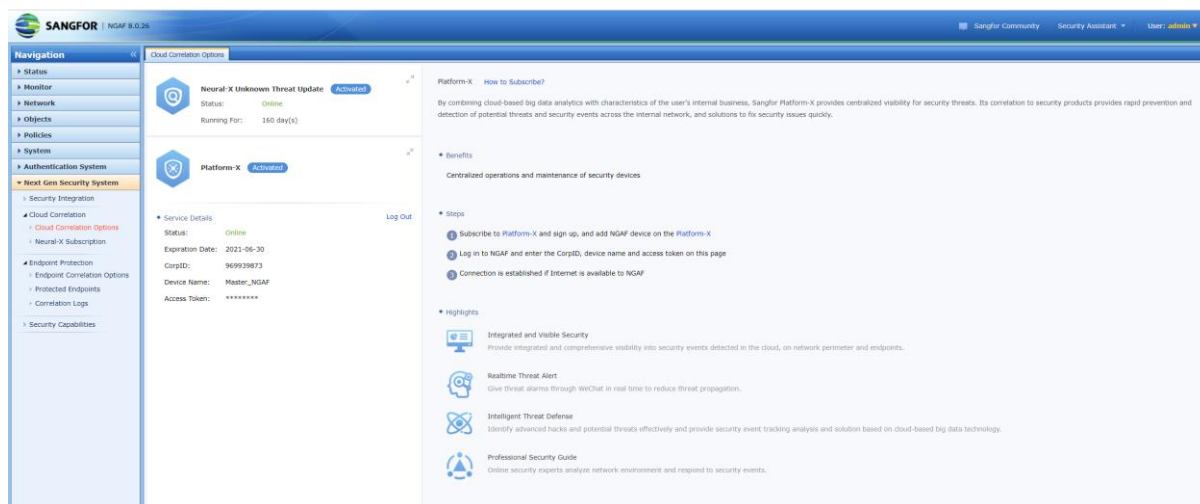 SANGFOR | NGAF 8.0.26
Sangfor Community
Security Assistant
User: admin
Navigation
Cloud Correlation Options
Status
Monitor
Network
Objects
Policies
System
Authentication System
Next Gen Security System
Security Integration
Cloud Correlation
Cloud Correlation Options
Neural-X Subscription
Endpoint Protection
Endpoint Correlation Options
Protected Endpoints
Correlation Logs
Security Capabilities
Neural-X Unknown Threat Update Activated
Status: Online
Running For: 160 day(s)
Platform-X Activated
Service Details Log Out
Status: Online
Expiration Date: 2021-06-30
CorpID: 969939873
Device Name: Master_NGAF
Access Token: ********
Platform-X How to Subscribe?
By combining cloud-based big data analytics with characteristics of the user's internal business, Sangfor Platform-X provides centralized visibility for security threats. Its correlation to security products provides rapid prevention and
detection of potential threats and security events across the internal network, and solutions to fix security issues quickly.
Benefits
Centralized operations and maintenance of security devices
Steps
1 Subscribe to Platform-X and sign up, and add NGAF device on the Platform-X
2 Log in to NGAF and enter the CorpID, device name and access token on this page
3 Connection is established if Internet is available to NGAF
Highlights
Integrated and Visible Security
Provide integrated and comprehensive visibility into security events detected in the cloud, on network perimeter and endpoints.
Realtime Threat Alert
Give threat alarms through WeChat in real time to reduce threat propagation.
Intelligent Threat Defense
Identify advanced hacks and potential threats effectively and provide security event tracking analysis and solution based on cloud-based big data technology.
Professional Security Guide
Online security experts analyze network environment and respond to security events.